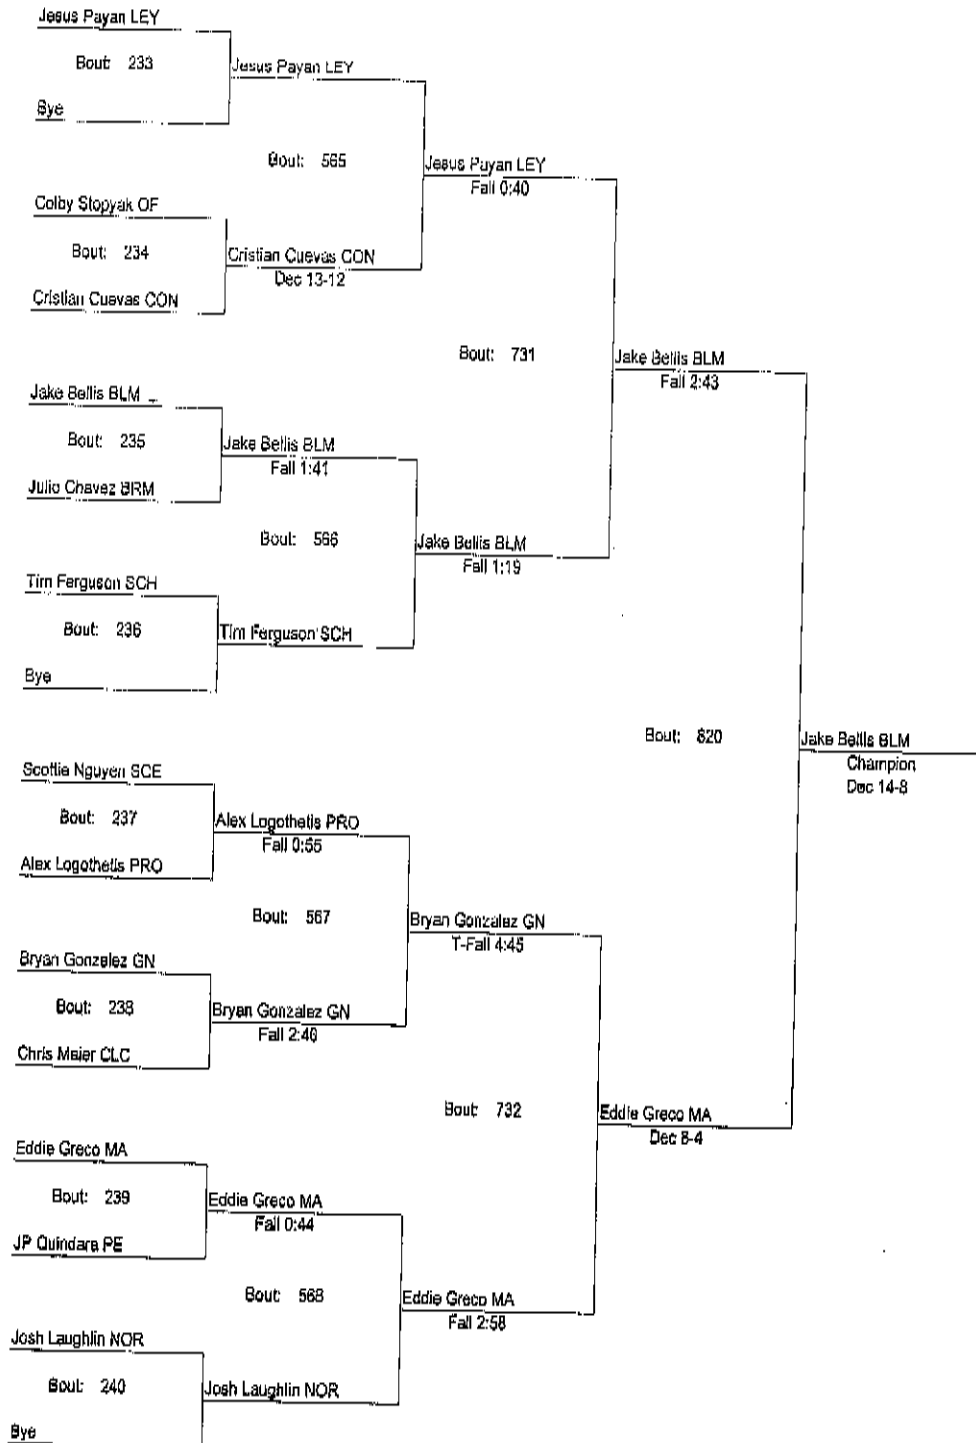 Jesus Payan LEY
Bout: 233
Jesus Payan LEY
Bye
Bout: 565
Jesus Payan LEY
Fall 0:40
Colby Stopyak OF
Bout: 234
Cristian Cuevas CON
Dec 13-12
Cristian Cuevas CON
Bout: 731
Jake Bellis BLM
Fall 2:43
Jake Bellis BLM
Bout: 235
Jake Bellis BLM
Fall 1:41
Julio Chavez BRM
Bout: 566
Jake Bellis BLM
Fall 1:19
Tim Ferguson SCH
Bout: 236
Tim Ferguson SCH
Bye
Bout: 820
Jake Bellis BLM
Champion
Dec 14-8
Scottie Nguyen SCE
Bout: 237
Alex Logothetis PRO
Fall 0:55
Alex Logothetis PRO
Bout: 567
Bryan Gonzalez GN
T-Fall 4:45
Bryan Gonzalez GN
Bout: 238
Bryan Gonzalez GN
Fall 2:46
Chris Meier CLC
Bout: 732
Eddie Greco MA
Dec 8-4
Eddie Greco MA
Bout: 239
Eddie Greco MA
Fall 0:44
JP Quindara PE
Bout: 568
Eddie Greco MA
Fall 2:58
Josh Laughlin NOR
Bout: 240
Josh Laughlin NOR
Bye